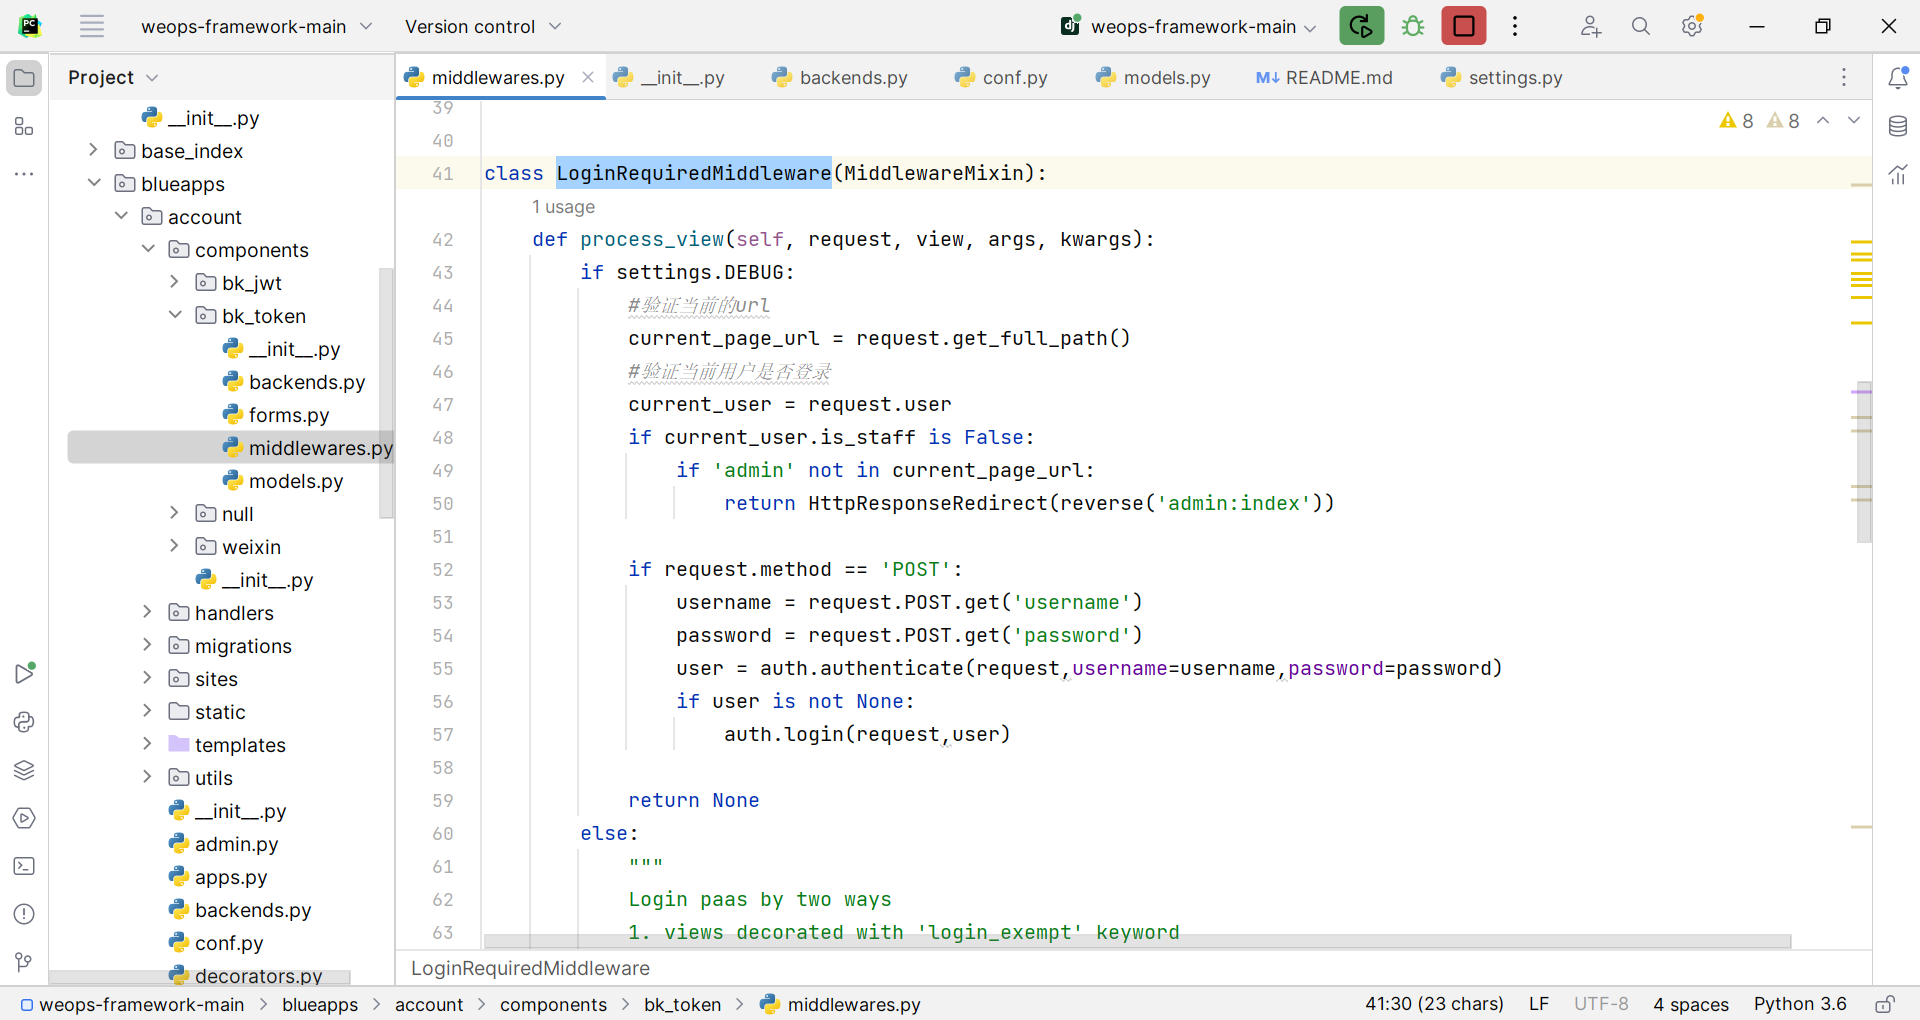 weops-framework-main
Version control
weops-framework-main
Project
middlewares.py
__init__.py
backends.py
conf.py
models.py
README.md
settings.py
__init__.py
base_index
blueapps
account
components
bk_jwt
bk_token
__init__.py
backends.py
forms.py
middlewares.py
models.py
null
weixin
__init__.py
handlers
migrations
sites
static
templates
utils
__init__.py
admin.py
apps.py
backends.py
conf.py
decorators.py
8 8
39
40
41 class LoginRequiredMiddleware(MiddlewareMixin):
1 usage
42 def process_view(self, request, view, args, kwargs):
43 if settings.DEBUG:
44 #验证当前的url
45 current_page_url = request.get_full_path()
46 #验证当前用户是否登录
47 current_user = request.user
48 if current_user.is_staff is False:
49 if 'admin' not in current_page_url:
50 return HttpResponseRedirect(reverse('admin:index'))
51
52 if request.method == 'POST':
53 username = request.POST.get('username')
54 password = request.POST.get('password')
55 user = auth.authenticate(request,username=username,password=password)
56 if user is not None:
57 auth.login(request,user)
58
59 return None
60 else:
61 """
62 Login paas by two ways
63 1. views decorated with 'login_exempt' keyword
LoginRequiredMiddleware
weops-framework-main > blueapps > account > components > bk_token > middlewares.py
41:30 (23 chars) LF UTF-8 4 spaces Python 3.6